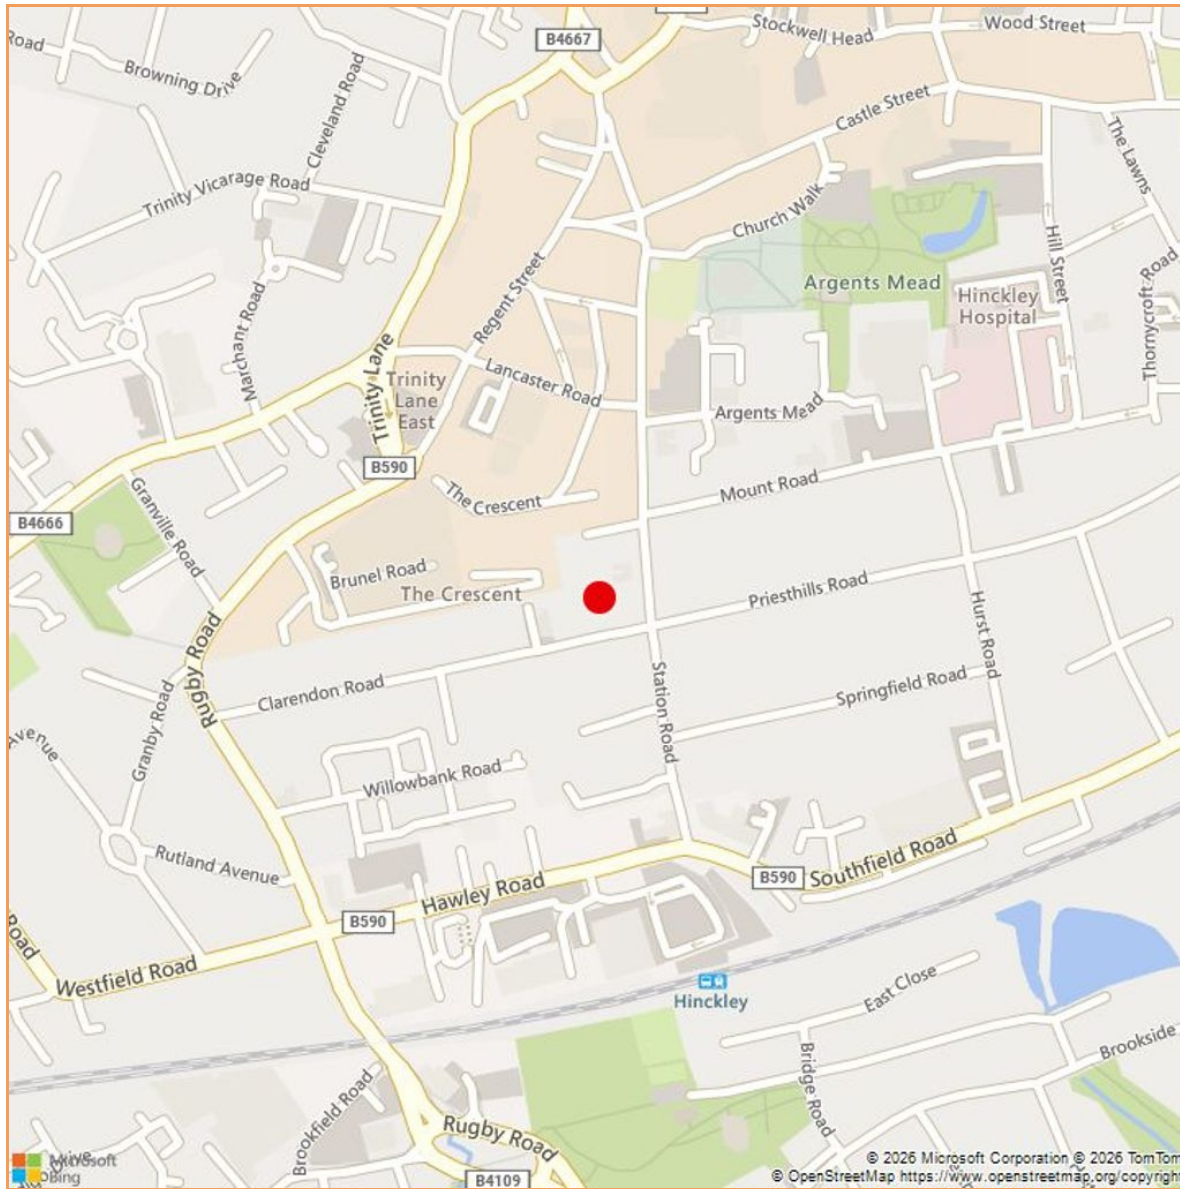 B4667
Stockwell Head
Wood Street
Road
Browning Drive
Cleveland Road
Castle Street
The Lawns
Trinity Vicarage Road
Church Walk
Hill Street
Regent Street
Argents Mead
Hinckley
Hospital
Thornycroft Road
Marchant Road
Trinity Lane
Trinity
Lane
East
Lancaster Road
Argents Mead
B590
Mount Road
The Crescent
B4666
Granville Road
Brunel Road
The Crescent
Priesthills Road
Hurst Road
Rugby Road
Clarendon Road
Station Road
Springfield Road
Granby Road
Avenue
Willowbank Road
Rutland Avenue
Southfield Road
B590
Hawley Road
B590
Road
Westfield Road
East Close
Hinckley
Bridge Road
Brookside
Brookfield Road
Rugby Road
B4109
Microsoft
Bing
© 2026 Microsoft Corporation © 2026 TomTom
© OpenStreetMap https://www.openstreetmap.org/copyright